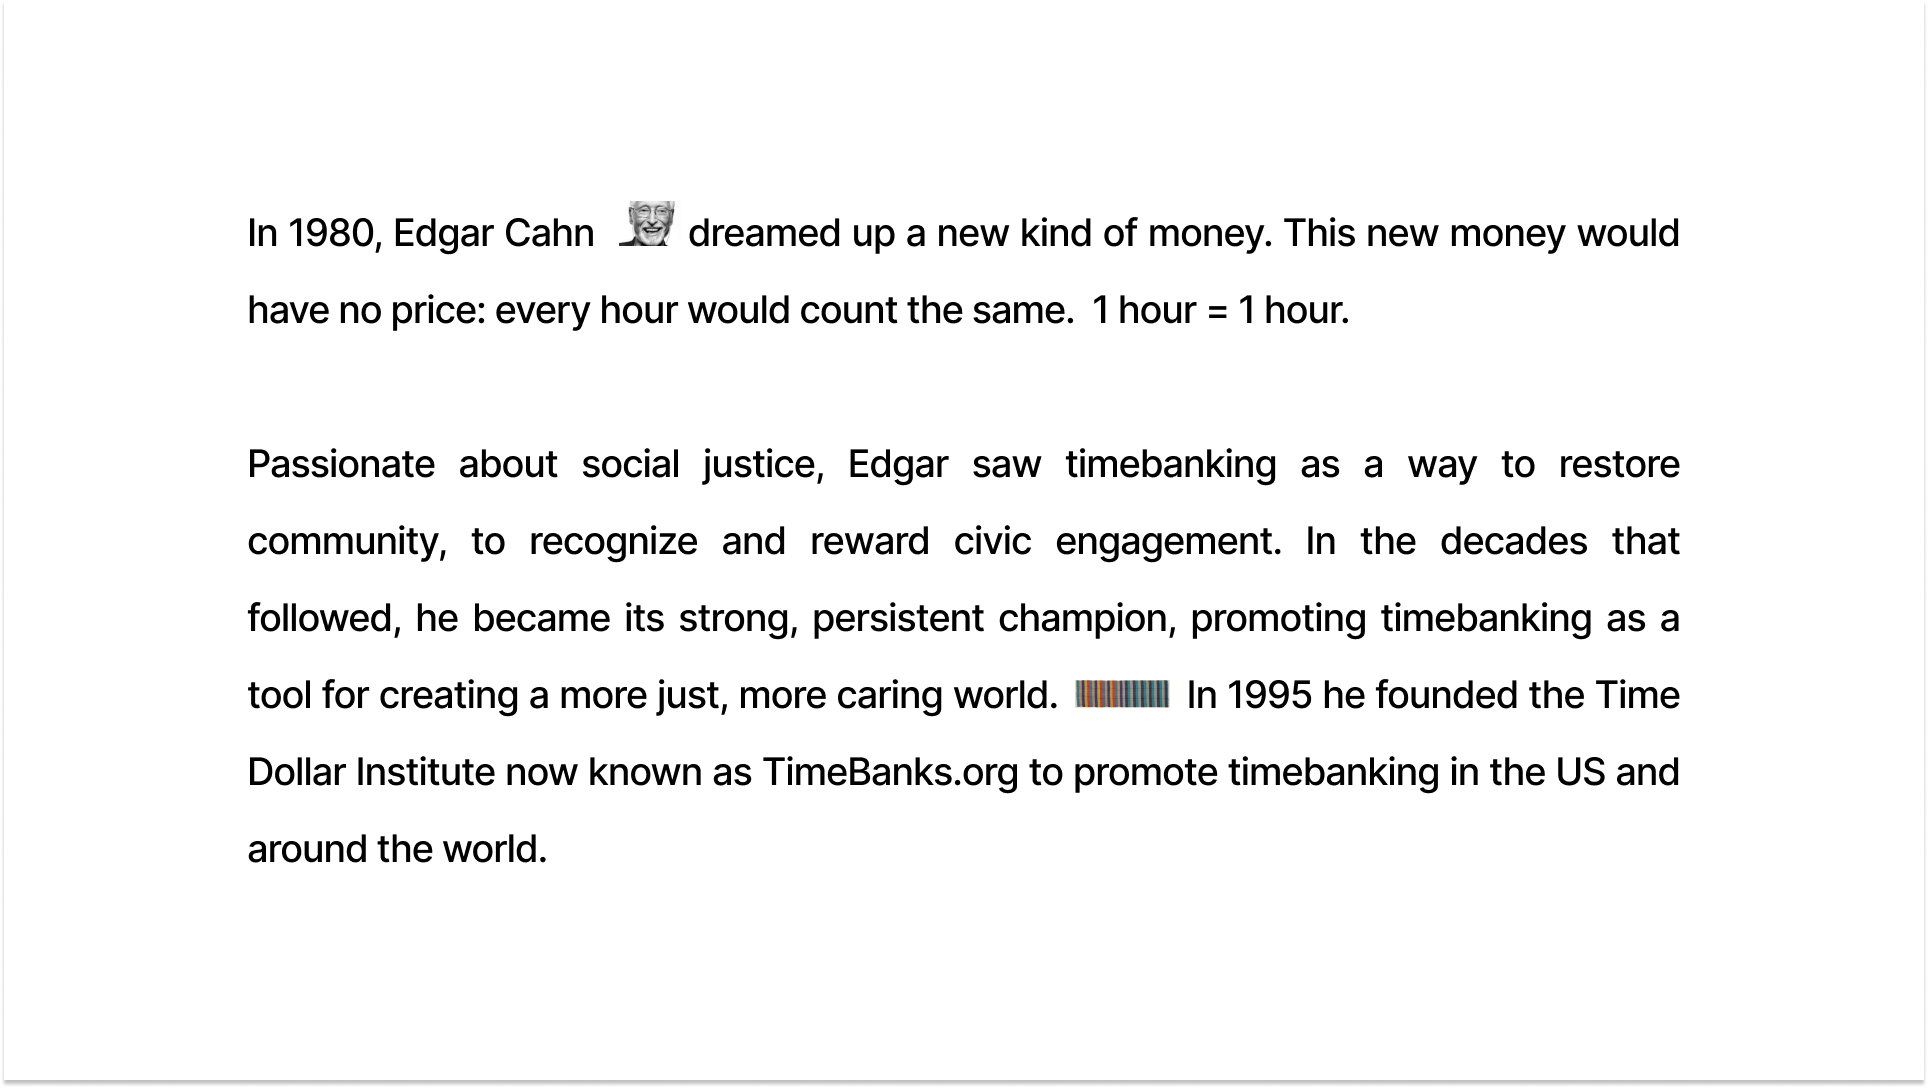 In 1980, Edgar Cahn dreamed up a new kind of money. This new money would
have no price: every hour would count the same. 1 hour = 1 hour.
Passionate about social justice, Edgar saw timebanking as a way to restore
community, to recognize and reward civic engagement. In the decades that
followed, he became its strong, persistent champion, promoting timebanking as a
tool for creating a more just, more caring world. In 1995 he founded the Time
Dollar Institute now known as TimeBanks.org to promote timebanking in the US and
around the world.